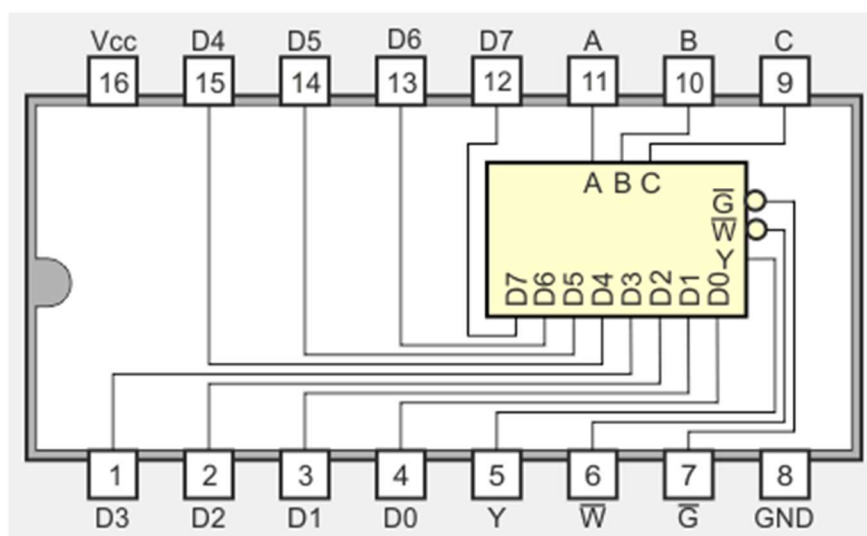 Vcc D4 D5 D6 D7 A B C
16 15 14 13 12 11 10 9
A B C
G̅
W̅
Y
D7 D6 D5 D4 D3 D2 D1 D0
1 2 3 4 5 6 7 8
D3 D2 D1 D0 Y W̅ G̅ GND